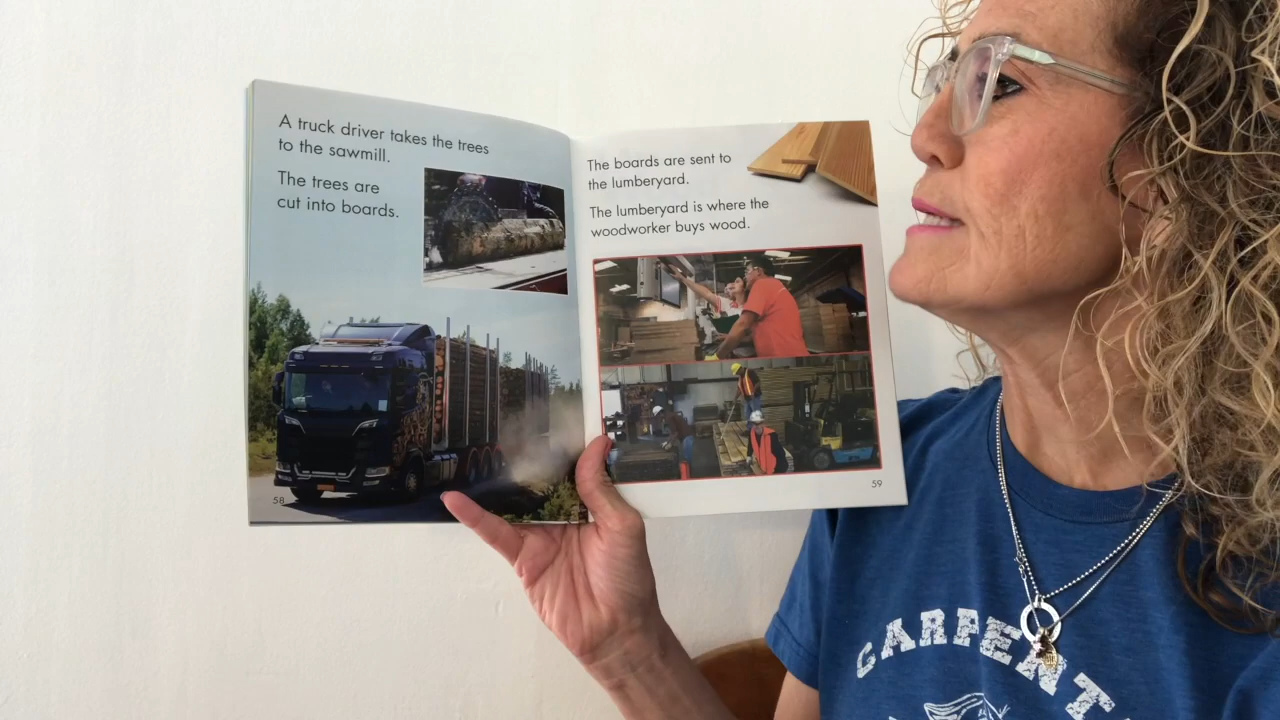 A truck driver takes the trees
to the sawmill.
The trees are
cut into boards.
58
The boards are sent to
the lumberyard.
The lumberyard is where the
woodworker buys wood.
59
CARPENT